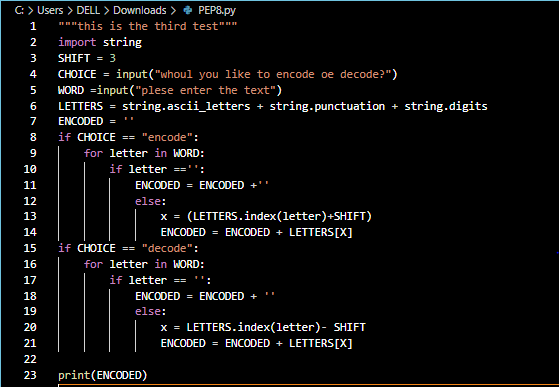 C: > Users > DELL > Downloads > PEP8.py
1 """this is the third test"""
2 import string
3 SHIFT = 3
4 CHOICE = input("whoul you like to encode oe decode?")
5 WORD =input("plese enter the text")
6 LETTERS = string.ascii_letters + string.punctuation + string.digits
7 ENCODED = ''
8 if CHOICE == "encode":
9     for letter in WORD:
10         if letter =='':
11             ENCODED = ENCODED +''
12             else:
13                 x = (LETTERS.index(letter)+SHIFT)
14                 ENCODED = ENCODED + LETTERS[X]
15 if CHOICE == "decode":
16     for letter in WORD:
17         if letter == '':
18             ENCODED = ENCODED + ''
19             else:
20                 x = LETTERS.index(letter)- SHIFT
21                 ENCODED = ENCODED + LETTERS[X]
22
23 print(ENCODED)